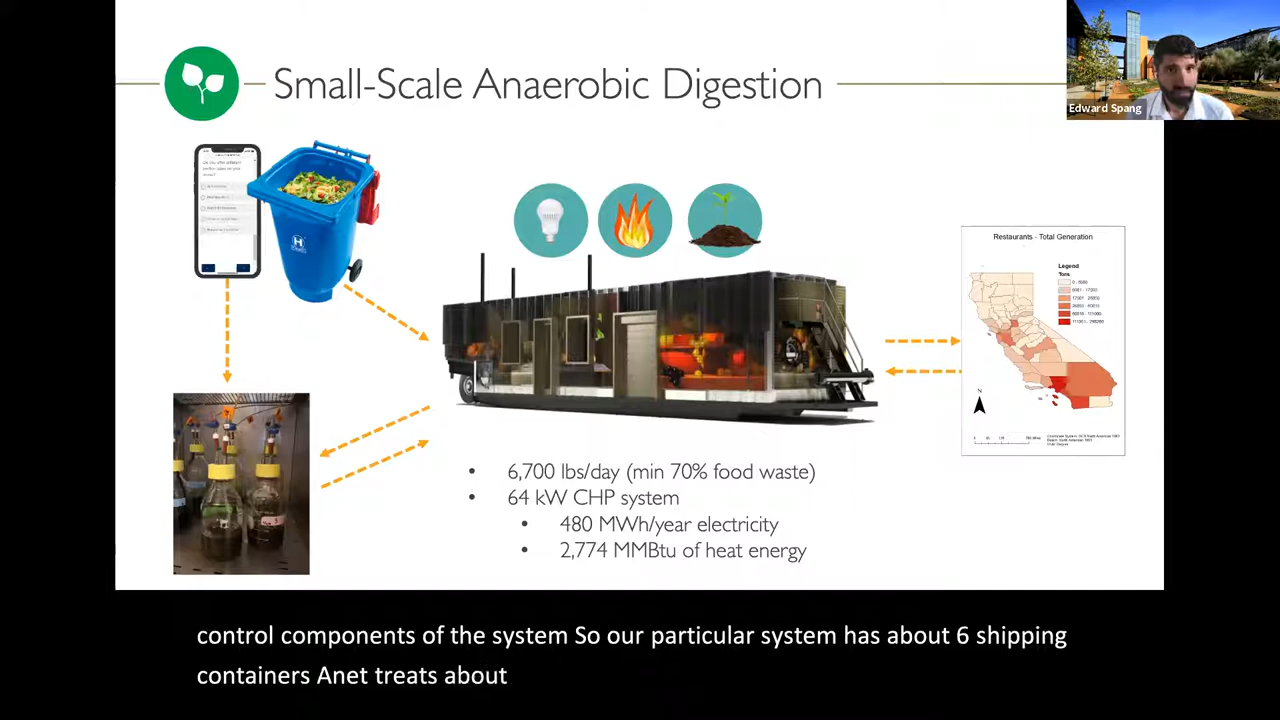 Small-Scale Anaerobic Digestion
Edward Spang
Restaurants - Total Generation
Legend
Tons
N
H
• 6,700 lbs/day (min 70% food waste)
• 64 kW CHP system
• 480 MWh/year electricity
• 2,774 MMBtu of heat energy
control components of the system So our particular system has about 6 shipping
containers Anet treats about